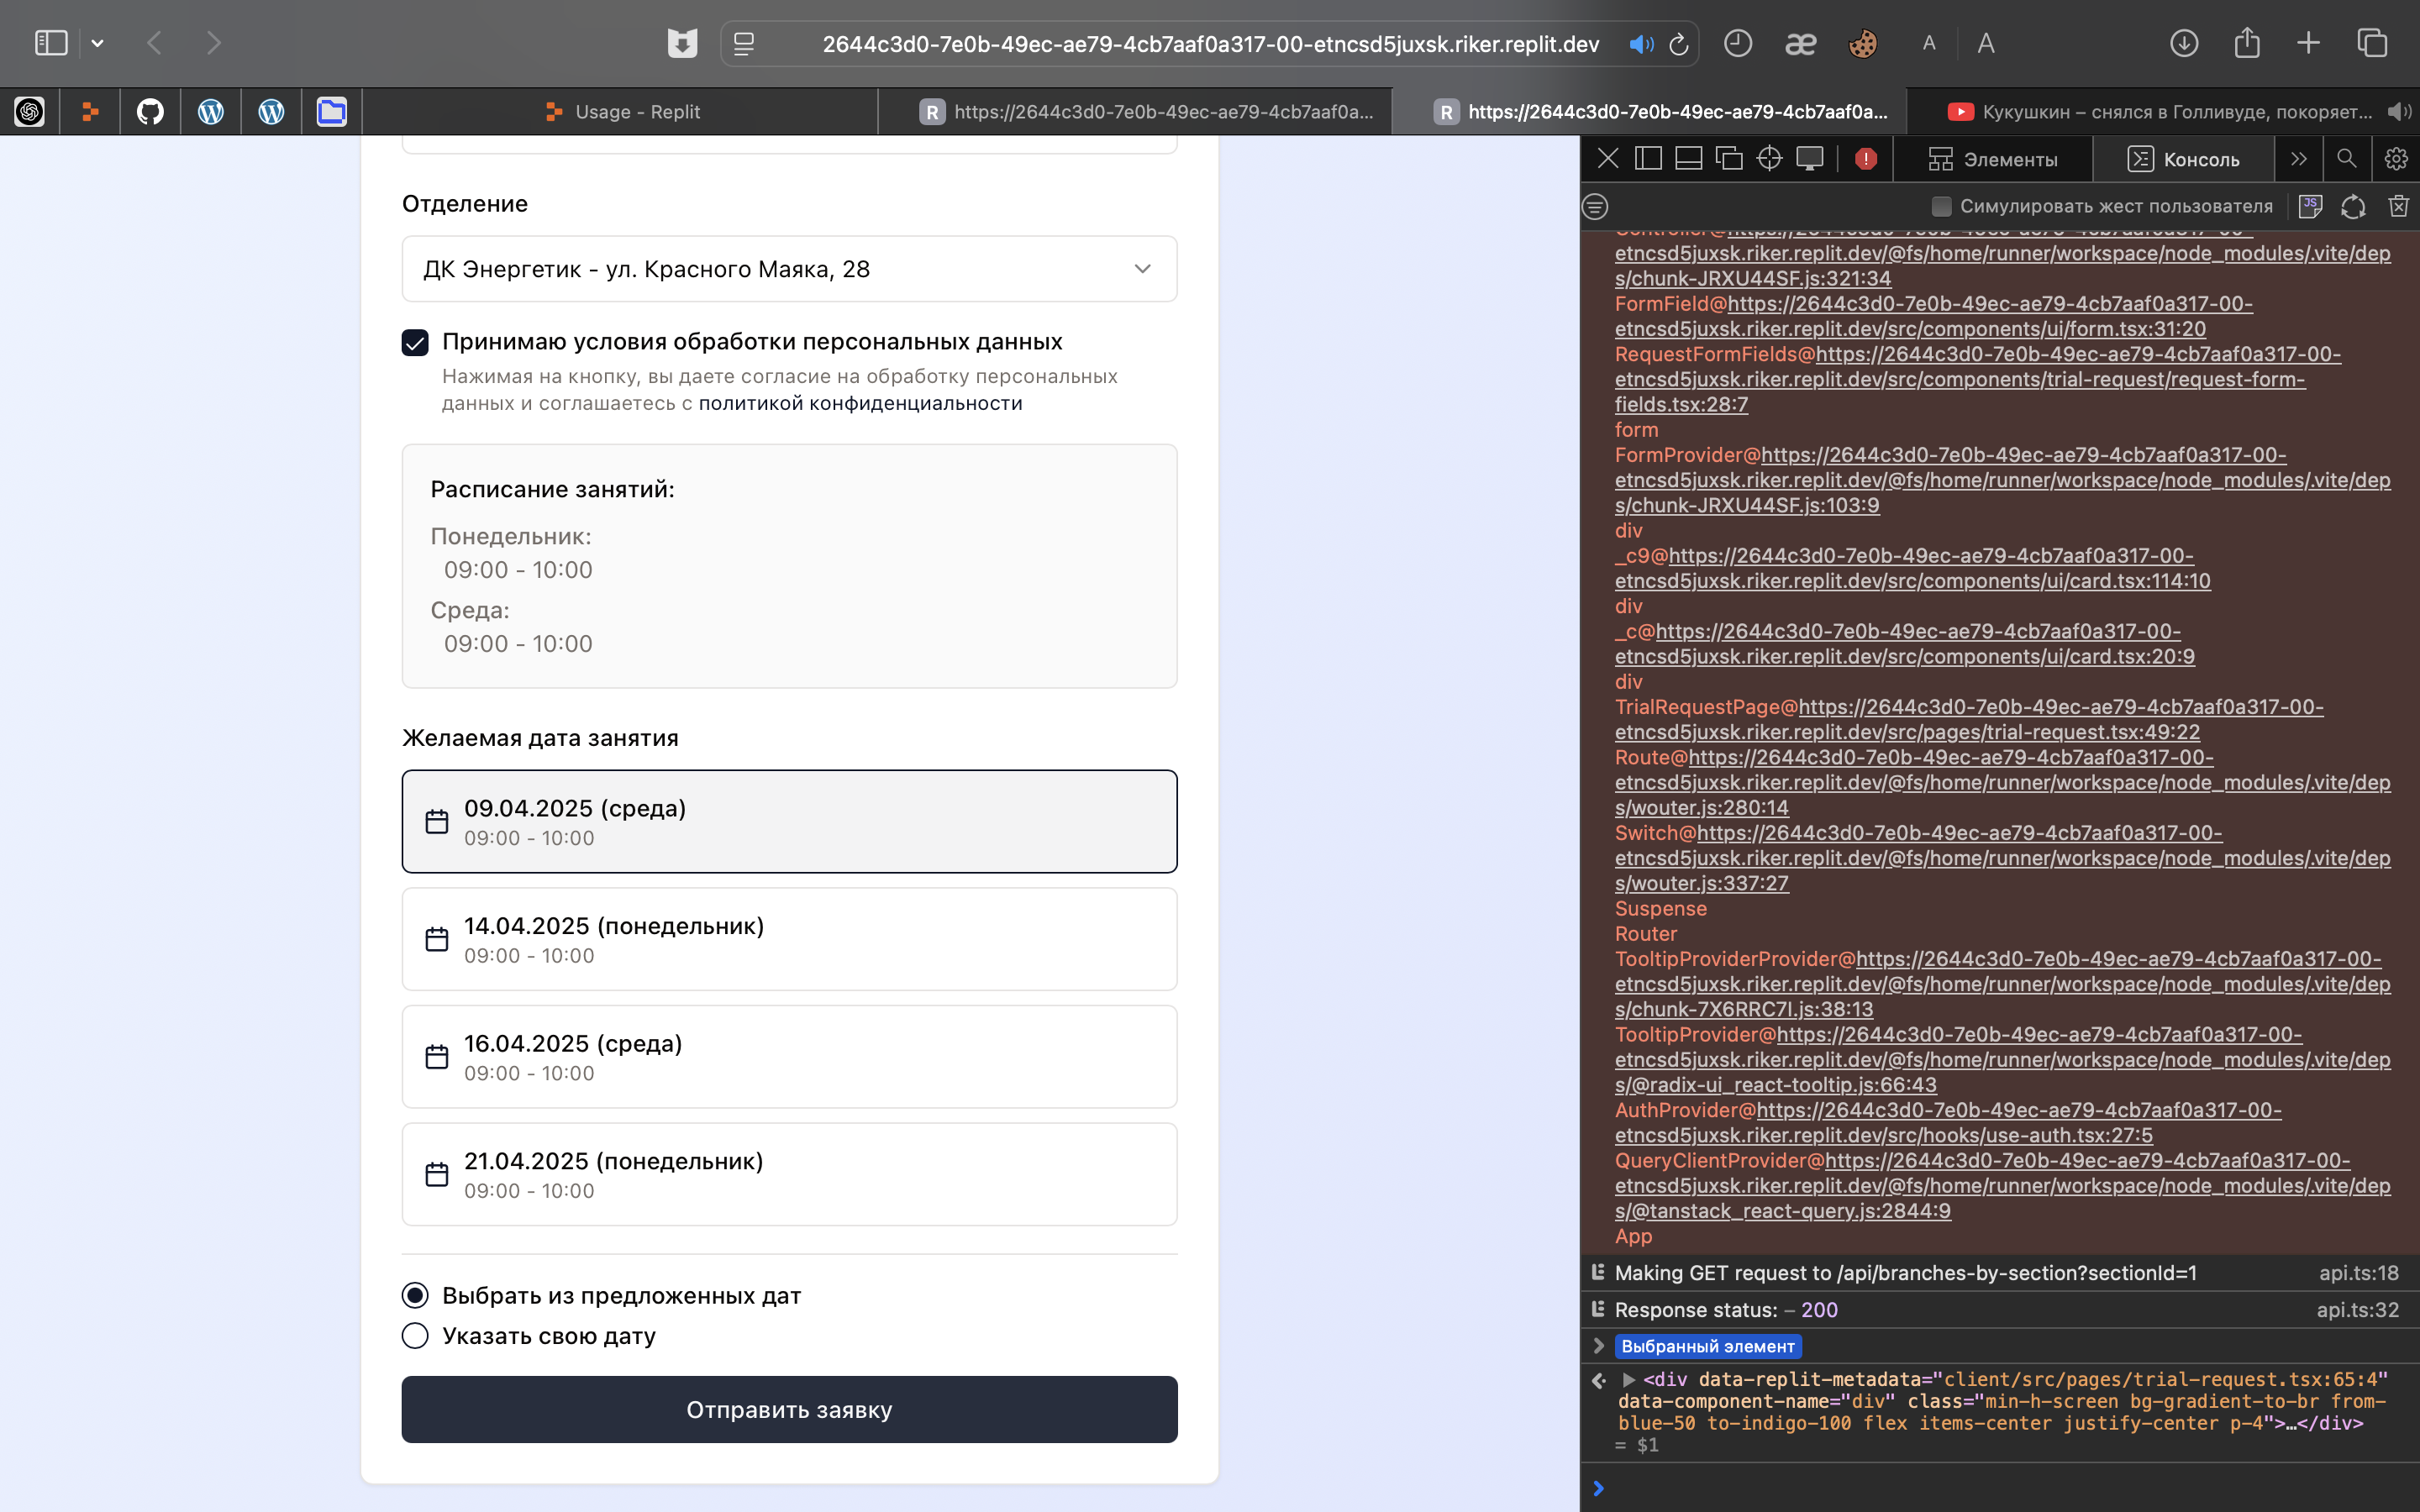 2644c3d0-7e0b-49ec-ae79-4cb7aaf0a317-00-etncsd5juxsk.riker.replit.dev
æ
A
A
Usage - Replit
R
https://2644c3d0-7e0b-49ec-ae79-4cb7aaf0a...
R
https://2644c3d0-7e0b-49ec-ae79-4cb7aaf0a...
Кукушкин – снялся в Голливуде, покоряет...
Отделение
ДК Энергетик - ул. Красного Маяка, 28
Принимаю условия обработки персональных данных
Нажимая на кнопку, вы даете согласие на обработку персональных
данных и соглашаетесь с политикой конфиденциальности
Расписание занятий:
Понедельник:
09:00 - 10:00
Среда:
09:00 - 10:00
Желаемая дата занятия
09.04.2025 (среда)
09:00 - 10:00
14.04.2025 (понедельник)
09:00 - 10:00
16.04.2025 (среда)
09:00 - 10:00
21.04.2025 (понедельник)
09:00 - 10:00
Выбрать из предложенных дат
Указать свою дату
Отправить заявку
Элементы
Консоль
Симулировать жест пользователя
JS
Controller@https://2644c3d0-7e0b-49ec-ae79-4cb7aaf0a317-00-
etncsd5juxsk.riker.replit.dev/@fs/home/runner/workspace/node_modules/.vite/dep
s/chunk-JRXU44SF.js:321:34
FormField@https://2644c3d0-7e0b-49ec-ae79-4cb7aaf0a317-00-
etncsd5juxsk.riker.replit.dev/src/components/ui/form.tsx:31:20
RequestFormFields@https://2644c3d0-7e0b-49ec-ae79-4cb7aaf0a317-00-
etncsd5juxsk.riker.replit.dev/src/components/trial-request/request-form-
fields.tsx:28:7
form
FormProvider@https://2644c3d0-7e0b-49ec-ae79-4cb7aaf0a317-00-
etncsd5juxsk.riker.replit.dev/@fs/home/runner/workspace/node_modules/.vite/dep
s/chunk-JRXU44SF.js:103:9
div
_c9@https://2644c3d0-7e0b-49ec-ae79-4cb7aaf0a317-00-
etncsd5juxsk.riker.replit.dev/src/components/ui/card.tsx:114:10
div
_c@https://2644c3d0-7e0b-49ec-ae79-4cb7aaf0a317-00-
etncsd5juxsk.riker.replit.dev/src/components/ui/card.tsx:20:9
div
TrialRequestPage@https://2644c3d0-7e0b-49ec-ae79-4cb7aaf0a317-00-
etncsd5juxsk.riker.replit.dev/src/pages/trial-request.tsx:49:22
Route@https://2644c3d0-7e0b-49ec-ae79-4cb7aaf0a317-00-
etncsd5juxsk.riker.replit.dev/@fs/home/runner/workspace/node_modules/.vite/dep
s/wouter.js:280:14
Switch@https://2644c3d0-7e0b-49ec-ae79-4cb7aaf0a317-00-
etncsd5juxsk.riker.replit.dev/@fs/home/runner/workspace/node_modules/.vite/dep
s/wouter.js:337:27
Suspense
Router
TooltipProviderProvider@https://2644c3d0-7e0b-49ec-ae79-4cb7aaf0a317-00-
etncsd5juxsk.riker.replit.dev/@fs/home/runner/workspace/node_modules/.vite/dep
s/chunk-7X6RRC7I.js:38:13
TooltipProvider@https://2644c3d0-7e0b-49ec-ae79-4cb7aaf0a317-00-
etncsd5juxsk.riker.replit.dev/@fs/home/runner/workspace/node_modules/.vite/dep
s/@radix-ui_react-tooltip.js:66:43
AuthProvider@https://2644c3d0-7e0b-49ec-ae79-4cb7aaf0a317-00-
etncsd5juxsk.riker.replit.dev/src/hooks/use-auth.tsx:27:5
QueryClientProvider@https://2644c3d0-7e0b-49ec-ae79-4cb7aaf0a317-00-
etncsd5juxsk.riker.replit.dev/@fs/home/runner/workspace/node_modules/.vite/dep
s/@tanstack_react-query.js:2844:9
App
Making GET request to /api/branches-by-section?sectionId=1 api.ts:18
Response status: – 200 api.ts:32
Выбранный элемент
<div data-replit-metadata="client/src/pages/trial-request.tsx:65:4"
data-component-name="div" class="min-h-screen bg-gradient-to-br from-
blue-50 to-indigo-100 flex items-center justify-center p-4">…</div>
= $1